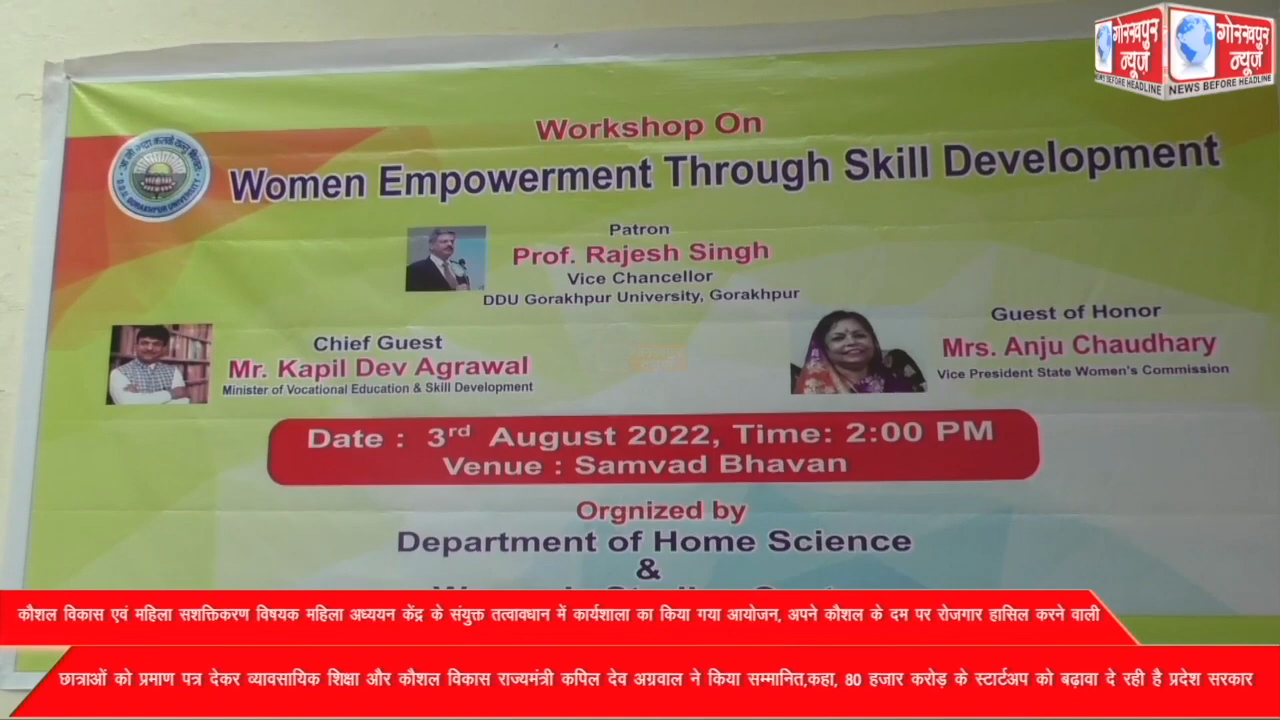 गोरखपुर
न्यूज़
NEWS BEFORE HEADLINE
गोरखपुर
न्यूज़
NEWS BEFORE HEADLINE
Workshop On
Women Empowerment Through Skill Development
Patron
Prof. Rajesh Singh
Vice Chancellor
DDU Gorakhpur University, Gorakhpur
Chief Guest
Mr. Kapil Dev Agrawal
Minister of Vocational Education & Skill Development
Guest of Honor
Mrs. Anju Chaudhary
Vice President State Women's Commission
Date : 3rd August 2022, Time: 2:00 PM
Venue : Samvad Bhavan
Orgnized by
Department of Home Science
&
कौशल विकास एवं महिला सशक्तिकरण विषयक महिला अध्ययन केंद्र के संयुक्त तत्वावधान में कार्यशाला का किया गया आयोजन, अपने कौशल के दम पर रोजगार हासिल करने वाली
छात्राओं को प्रमाण पत्र देकर व्यावसायिक शिक्षा और कौशल विकास राज्यमंत्री कपिल देव अग्रवाल ने किया सम्मानित,कहा, 80 हजार करोड़ के स्टार्टअप को बढ़ावा दे रही है प्रदेश सरकार